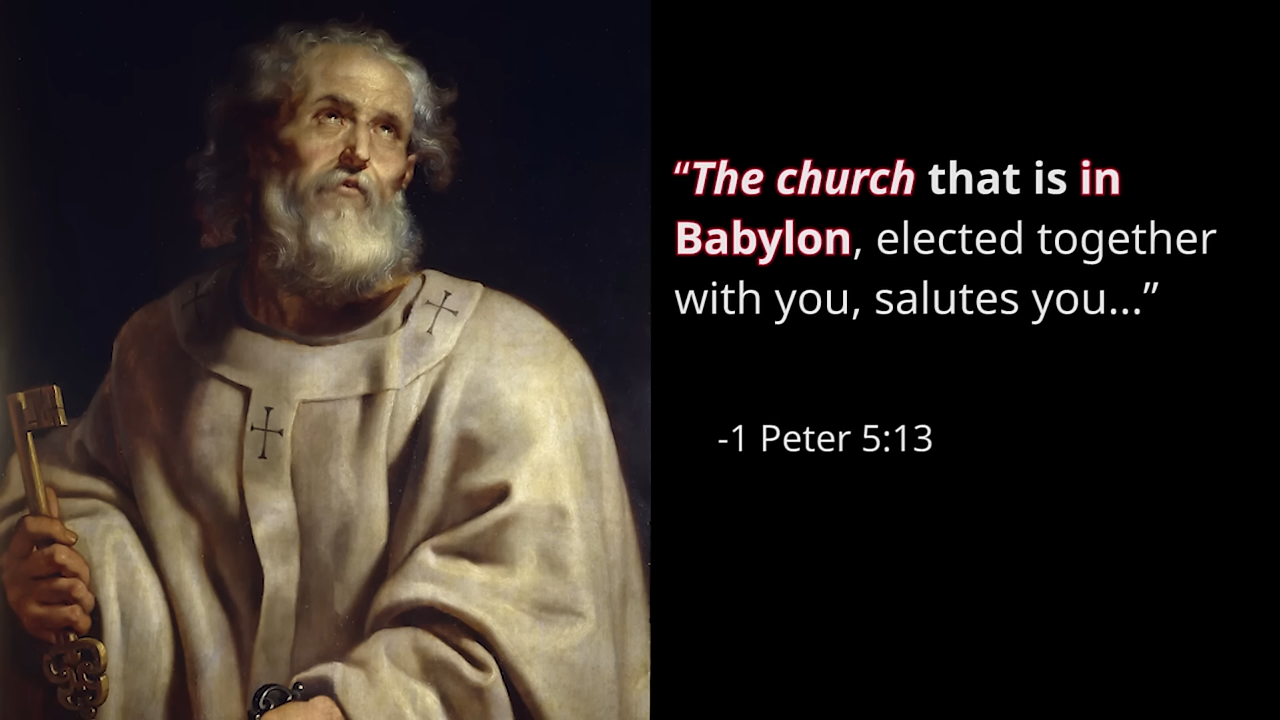 “The church that is in
Babylon, elected together
with you, salutes you...”
-1 Peter 5:13